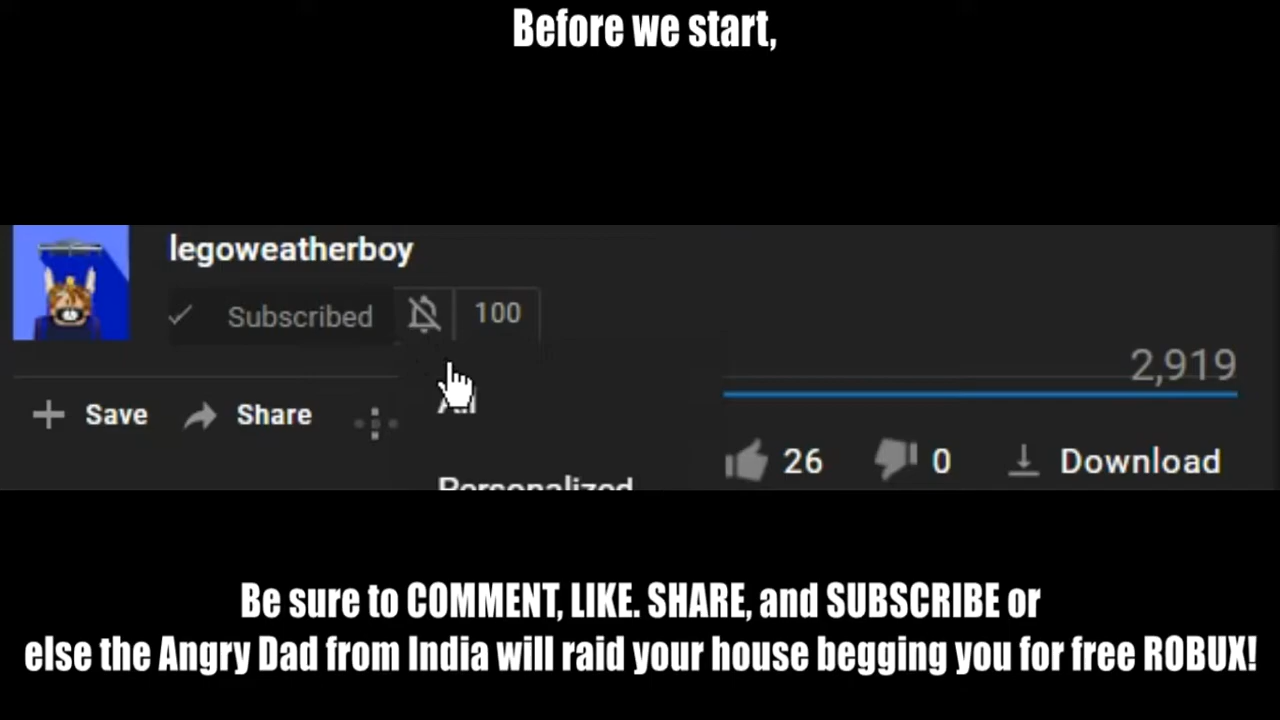 Before we start,
legoweatherboy
Subscribed 100
2,919
Save Share
26 0 Download
Personalized
Be sure to COMMENT, LIKE. SHARE, and SUBSCRIBE or
else the Angry Dad from India will raid your house begging you for free ROBUX!